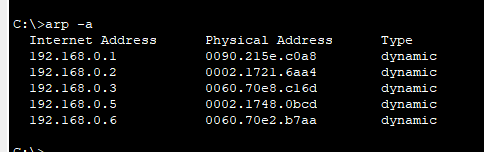 C:\>arp -a
Internet Address Physical Address Type
192.168.0.1 0090.215e.c0a8 dynamic
192.168.0.2 0002.1721.6aa4 dynamic
192.168.0.3 0060.70e8.c16d dynamic
192.168.0.5 0002.1748.0bcd dynamic
192.168.0.6 0060.70e2.b7aa dynamic
C:\>